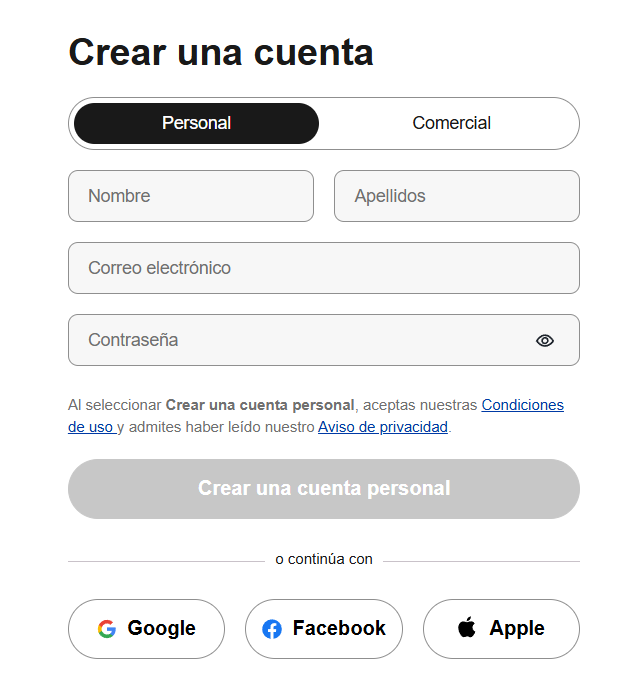 Crear una cuenta
Personal Comercial
Nombre Apellidos
Correo electrónico
Contraseña
Al seleccionar Crear una cuenta personal, aceptas nuestras Condiciones
de uso y admites haber leído nuestro Aviso de privacidad.
Crear una cuenta personal
o continúa con
Google Facebook Apple